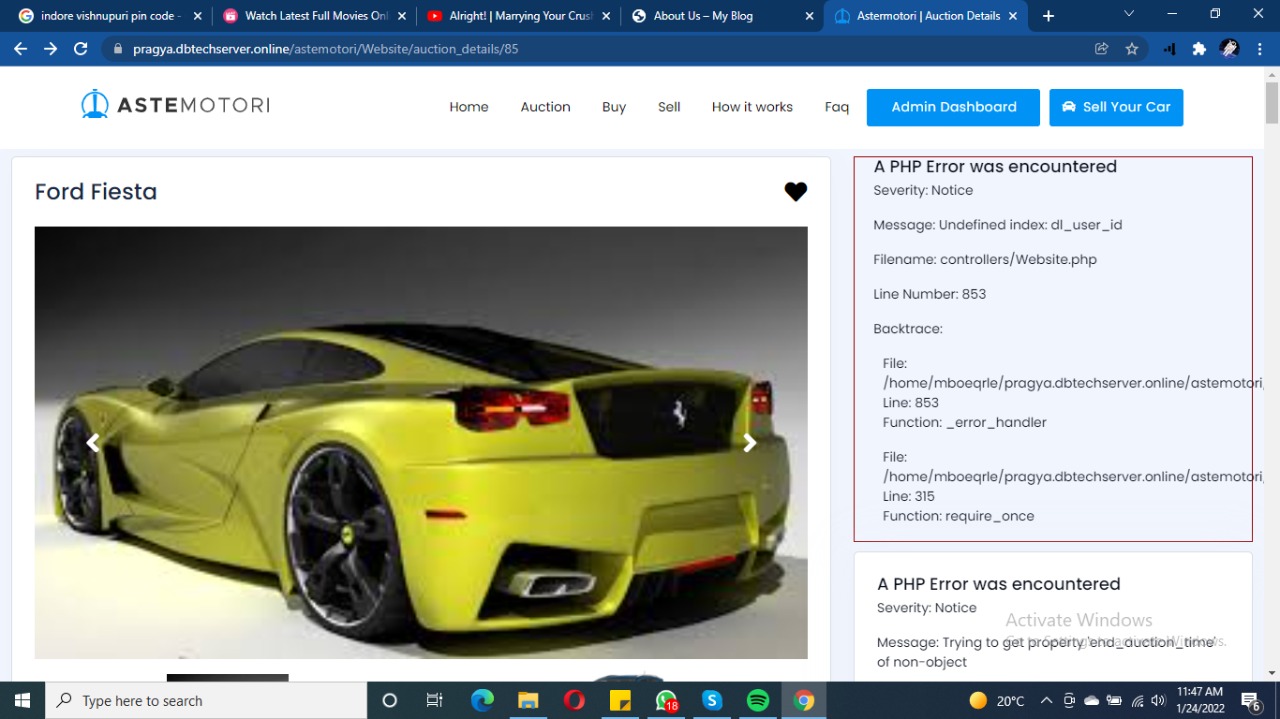 indore vishnupuri pin code -
Watch Latest Full Movies Onl
Alright! | Marrying Your Crush
About Us – My Blog
Astermotori | Auction Details
pragya.dbtechserver.online/astemotori/Website/auction_details/85
ASTEMOTORI
Home
Auction
Buy
Sell
How it works
Faq
Admin Dashboard
Sell Your Car
Ford Fiesta
A PHP Error was encountered
Severity: Notice
Message: Undefined index: dl_user_id
Filename: controllers/Website.php
Line Number: 853
Backtrace:
File:
/home/mboeqrle/pragya.dbtechserver.online/astemotori/
Line: 853
Function: _error_handler
File:
/home/mboeqrle/pragya.dbtechserver.online/astemotori/
Line: 315
Function: require_once
A PHP Error was encountered
Severity: Notice
Message: Trying to get property 'end_auction_time'
of non-object
Activate Windows
Go to Settings to activate Windows.
Type here to search
18
20°C
11:47 AM
1/24/2022
6